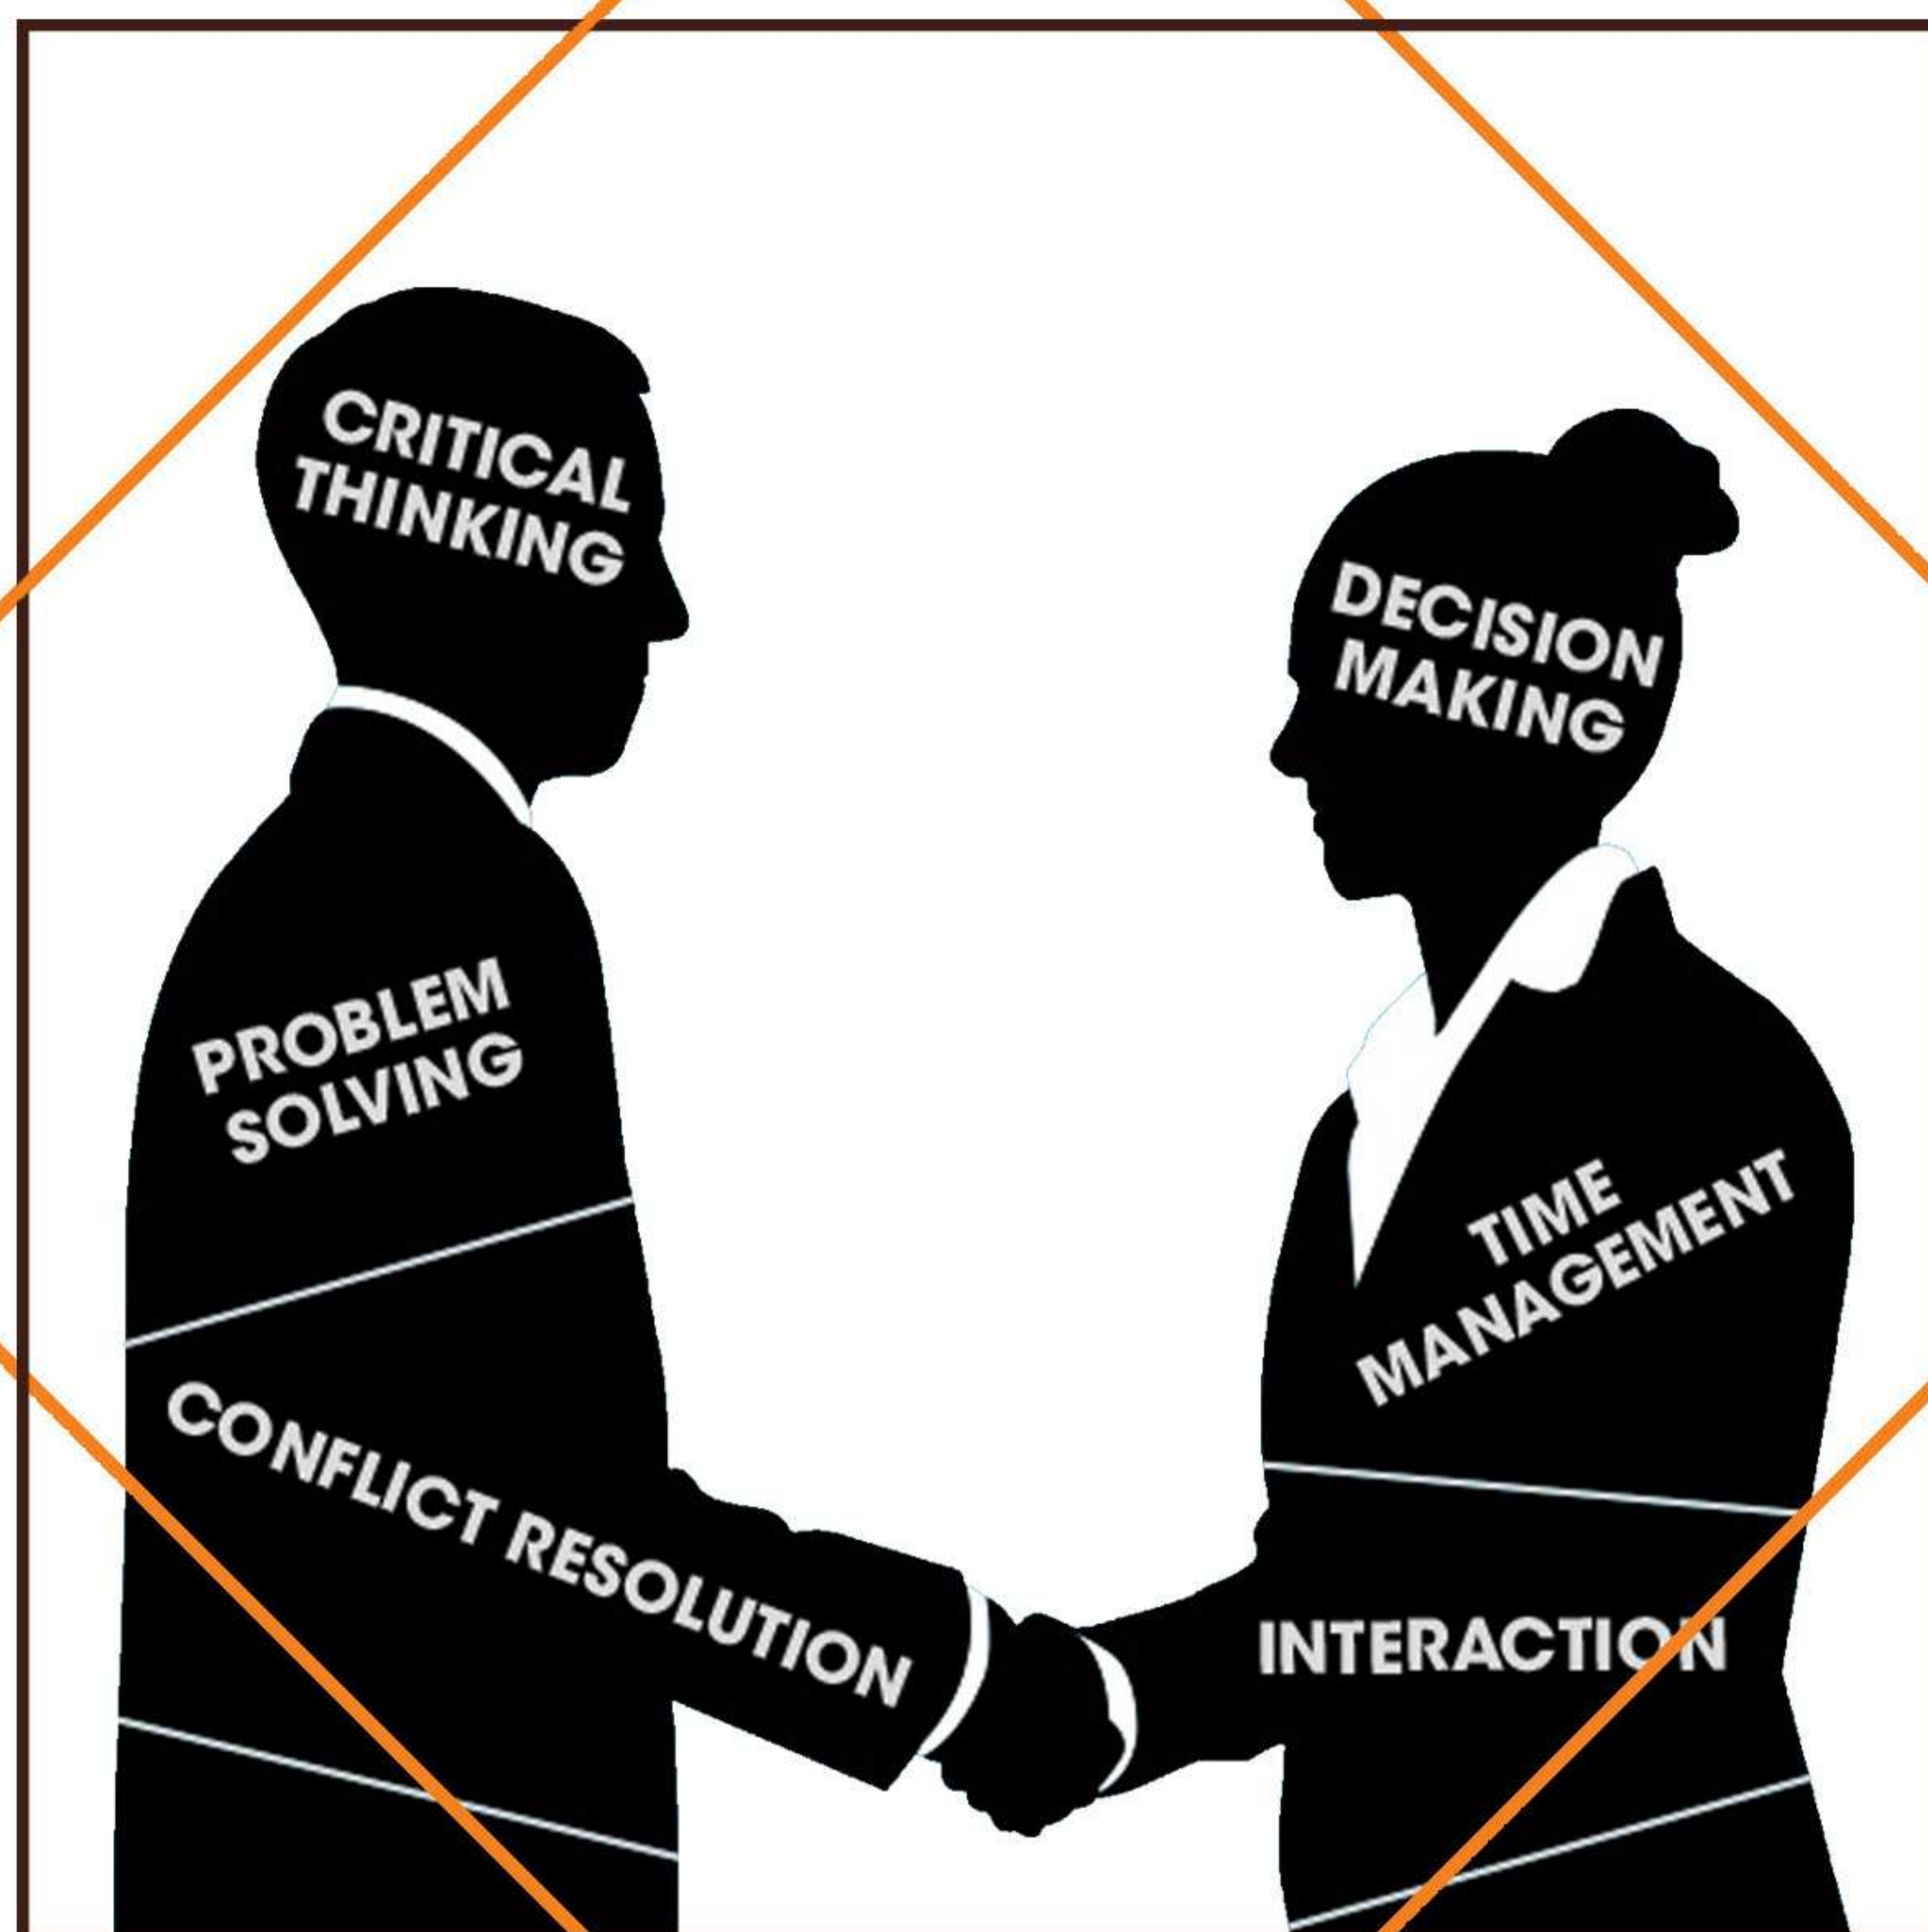 CRITICAL
THINKING
PROBLEM
SOLVING
CONFLICT RESOLUTION
DECISION
MAKING
TIME
MANAGEMENT
INTERACTION